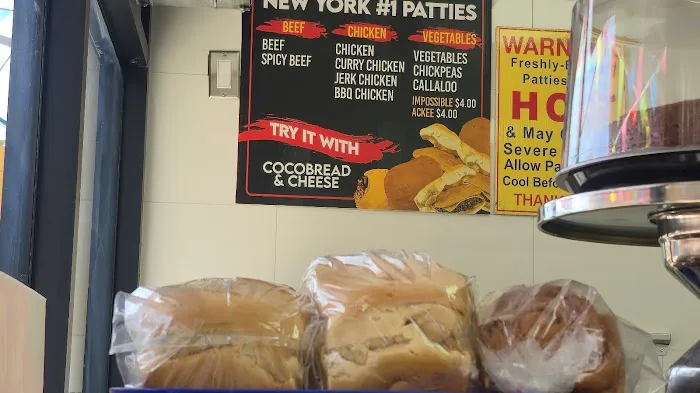 NEW YORK #1 PATTIES
BEEF
BEEF
SPICY BEEF
CHICKEN
CHICKEN
CURRY CHICKEN
JERK CHICKEN
BBQ CHICKEN
VEGETABLES
VEGETABLES
CHICKPEAS
CALLALOO
IMPOSSIBLE $4.00
ACKEE $4.00
TRY IT WITH
COCOBREAD
& CHEESE
WARN
Freshly-
Patties
HO
& May
Severe
Allow Pa
Cool Befo
THAN